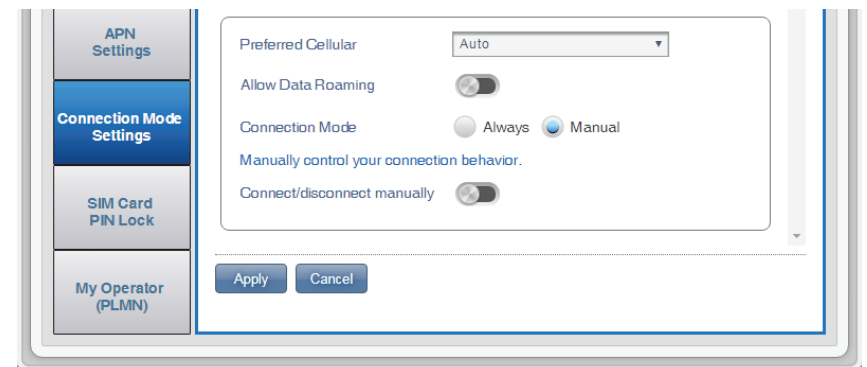 APN
Settings
Connection Mode
Settings
SIM Card
PIN Lock
My Operator
(PLMN)
Preferred Cellular Auto
Allow Data Roaming
Connection Mode Always Manual
Manually control your connection behavior.
Connect/disconnect manually
Apply Cancel